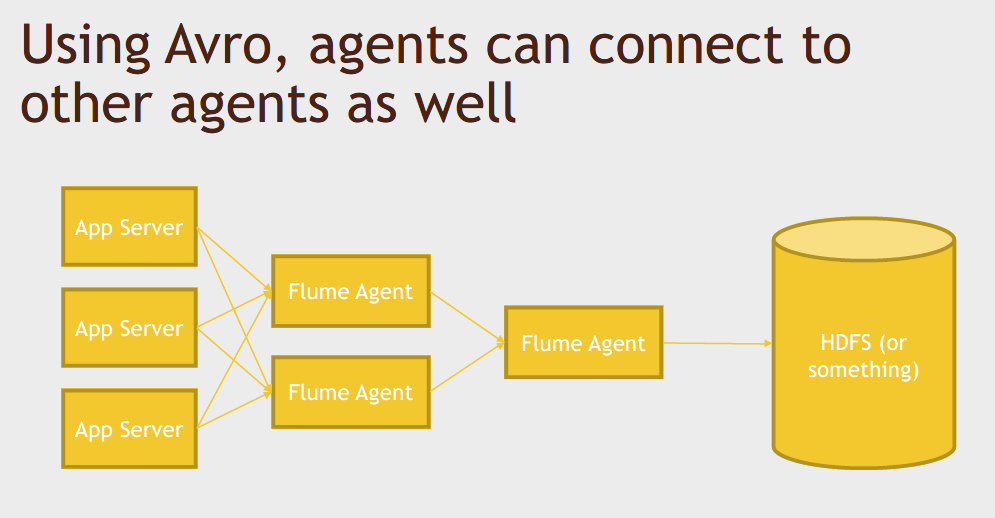 Using Avro, agents can connect to
other agents as well
App Server
App Server
App Server
Flume Agent
Flume Agent
Flume Agent
HDFS (or
something)